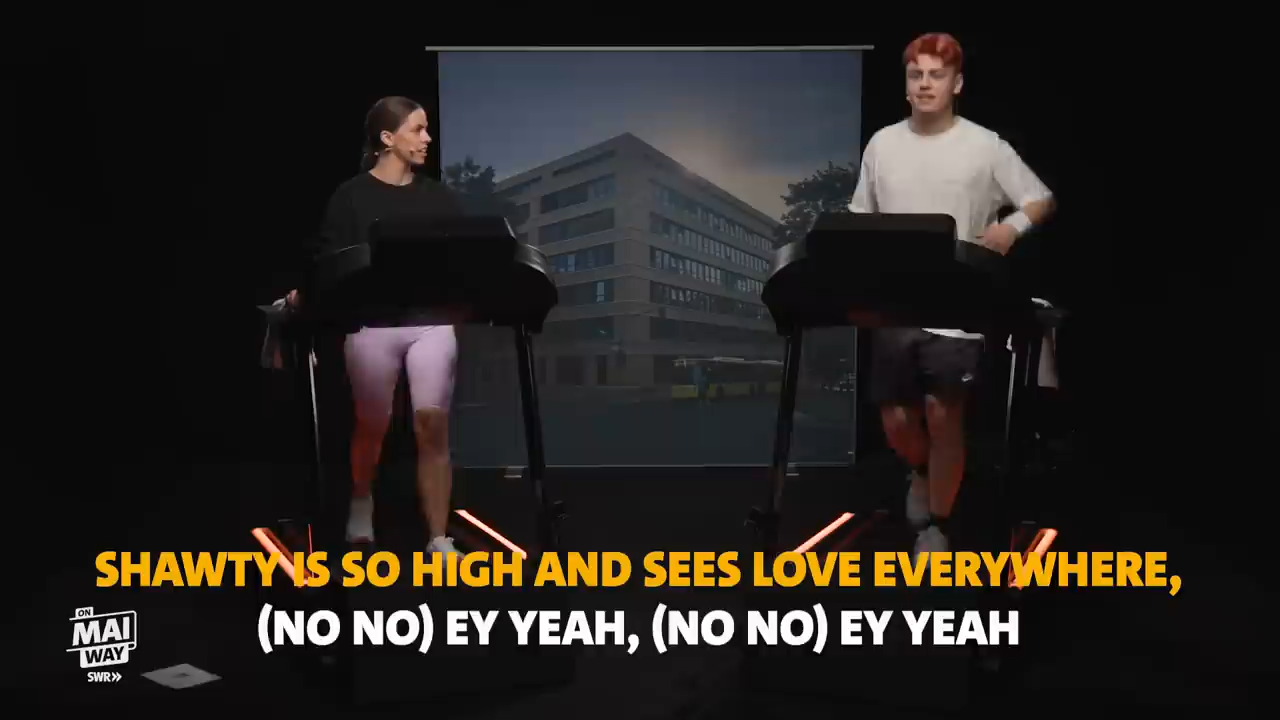 SHAWTY IS SO HIGH AND SEES LOVE EVERYWHERE,
(NO NO) EY YEAH, (NO NO) EY YEAH
ON
MAI
WAY
SWR»